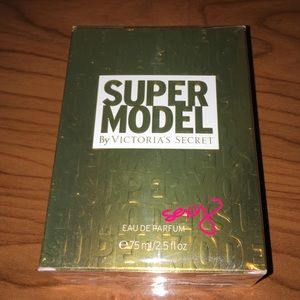 SUPER
MODEL
By VICTORIA'S SECRET
sexy
EAU DE PARFUM
℮75 ml/2.5 fl oz